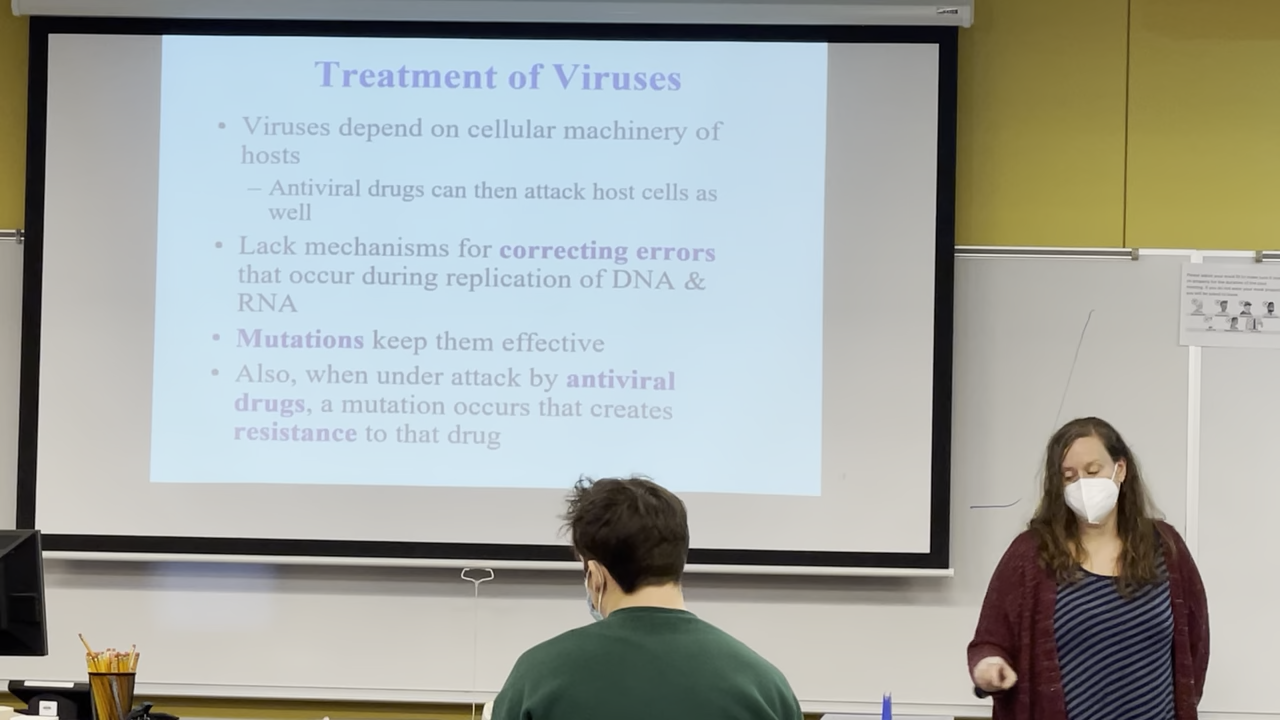 Treatment of Viruses
• Viruses depend on cellular machinery of
hosts
– Antiviral drugs can then attack host cells as
well
• Lack mechanisms for correcting errors
that occur during replication of DNA &
RNA
• Mutations keep them effective
• Also, when under attack by antiviral
drugs, a mutation occurs that creates
resistance to that drug